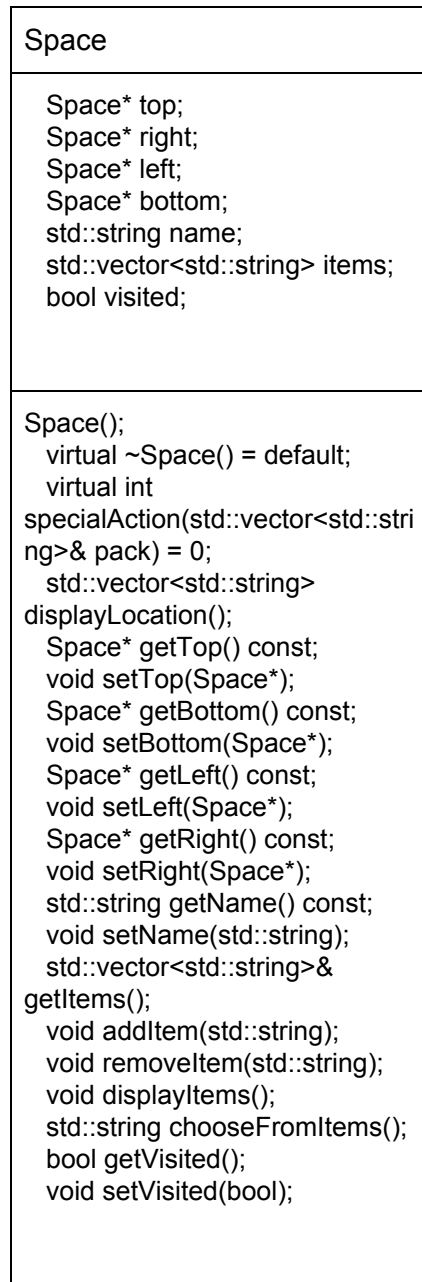 Space
Space* top;
Space* right;
Space* left;
Space* bottom;
std::string name;
std::vector<std::string> items;
bool visited;
Space();
virtual ~Space() = default;
virtual int
specialAction(std::vector<std::stri
ng>& pack) = 0;
std::vector<std::string>
displayLocation();
Space* getTop() const;
void setTop(Space*);
Space* getBottom() const;
void setBottom(Space*);
Space* getLeft() const;
void setLeft(Space*);
Space* getRight() const;
void setRight(Space*);
std::string getName() const;
void setName(std::string);
std::vector<std::string>&
getItems();
void addItem(std::string);
void removeItem(std::string);
void displayItems();
std::string chooseFromItems();
bool getVisited();
void setVisited(bool);